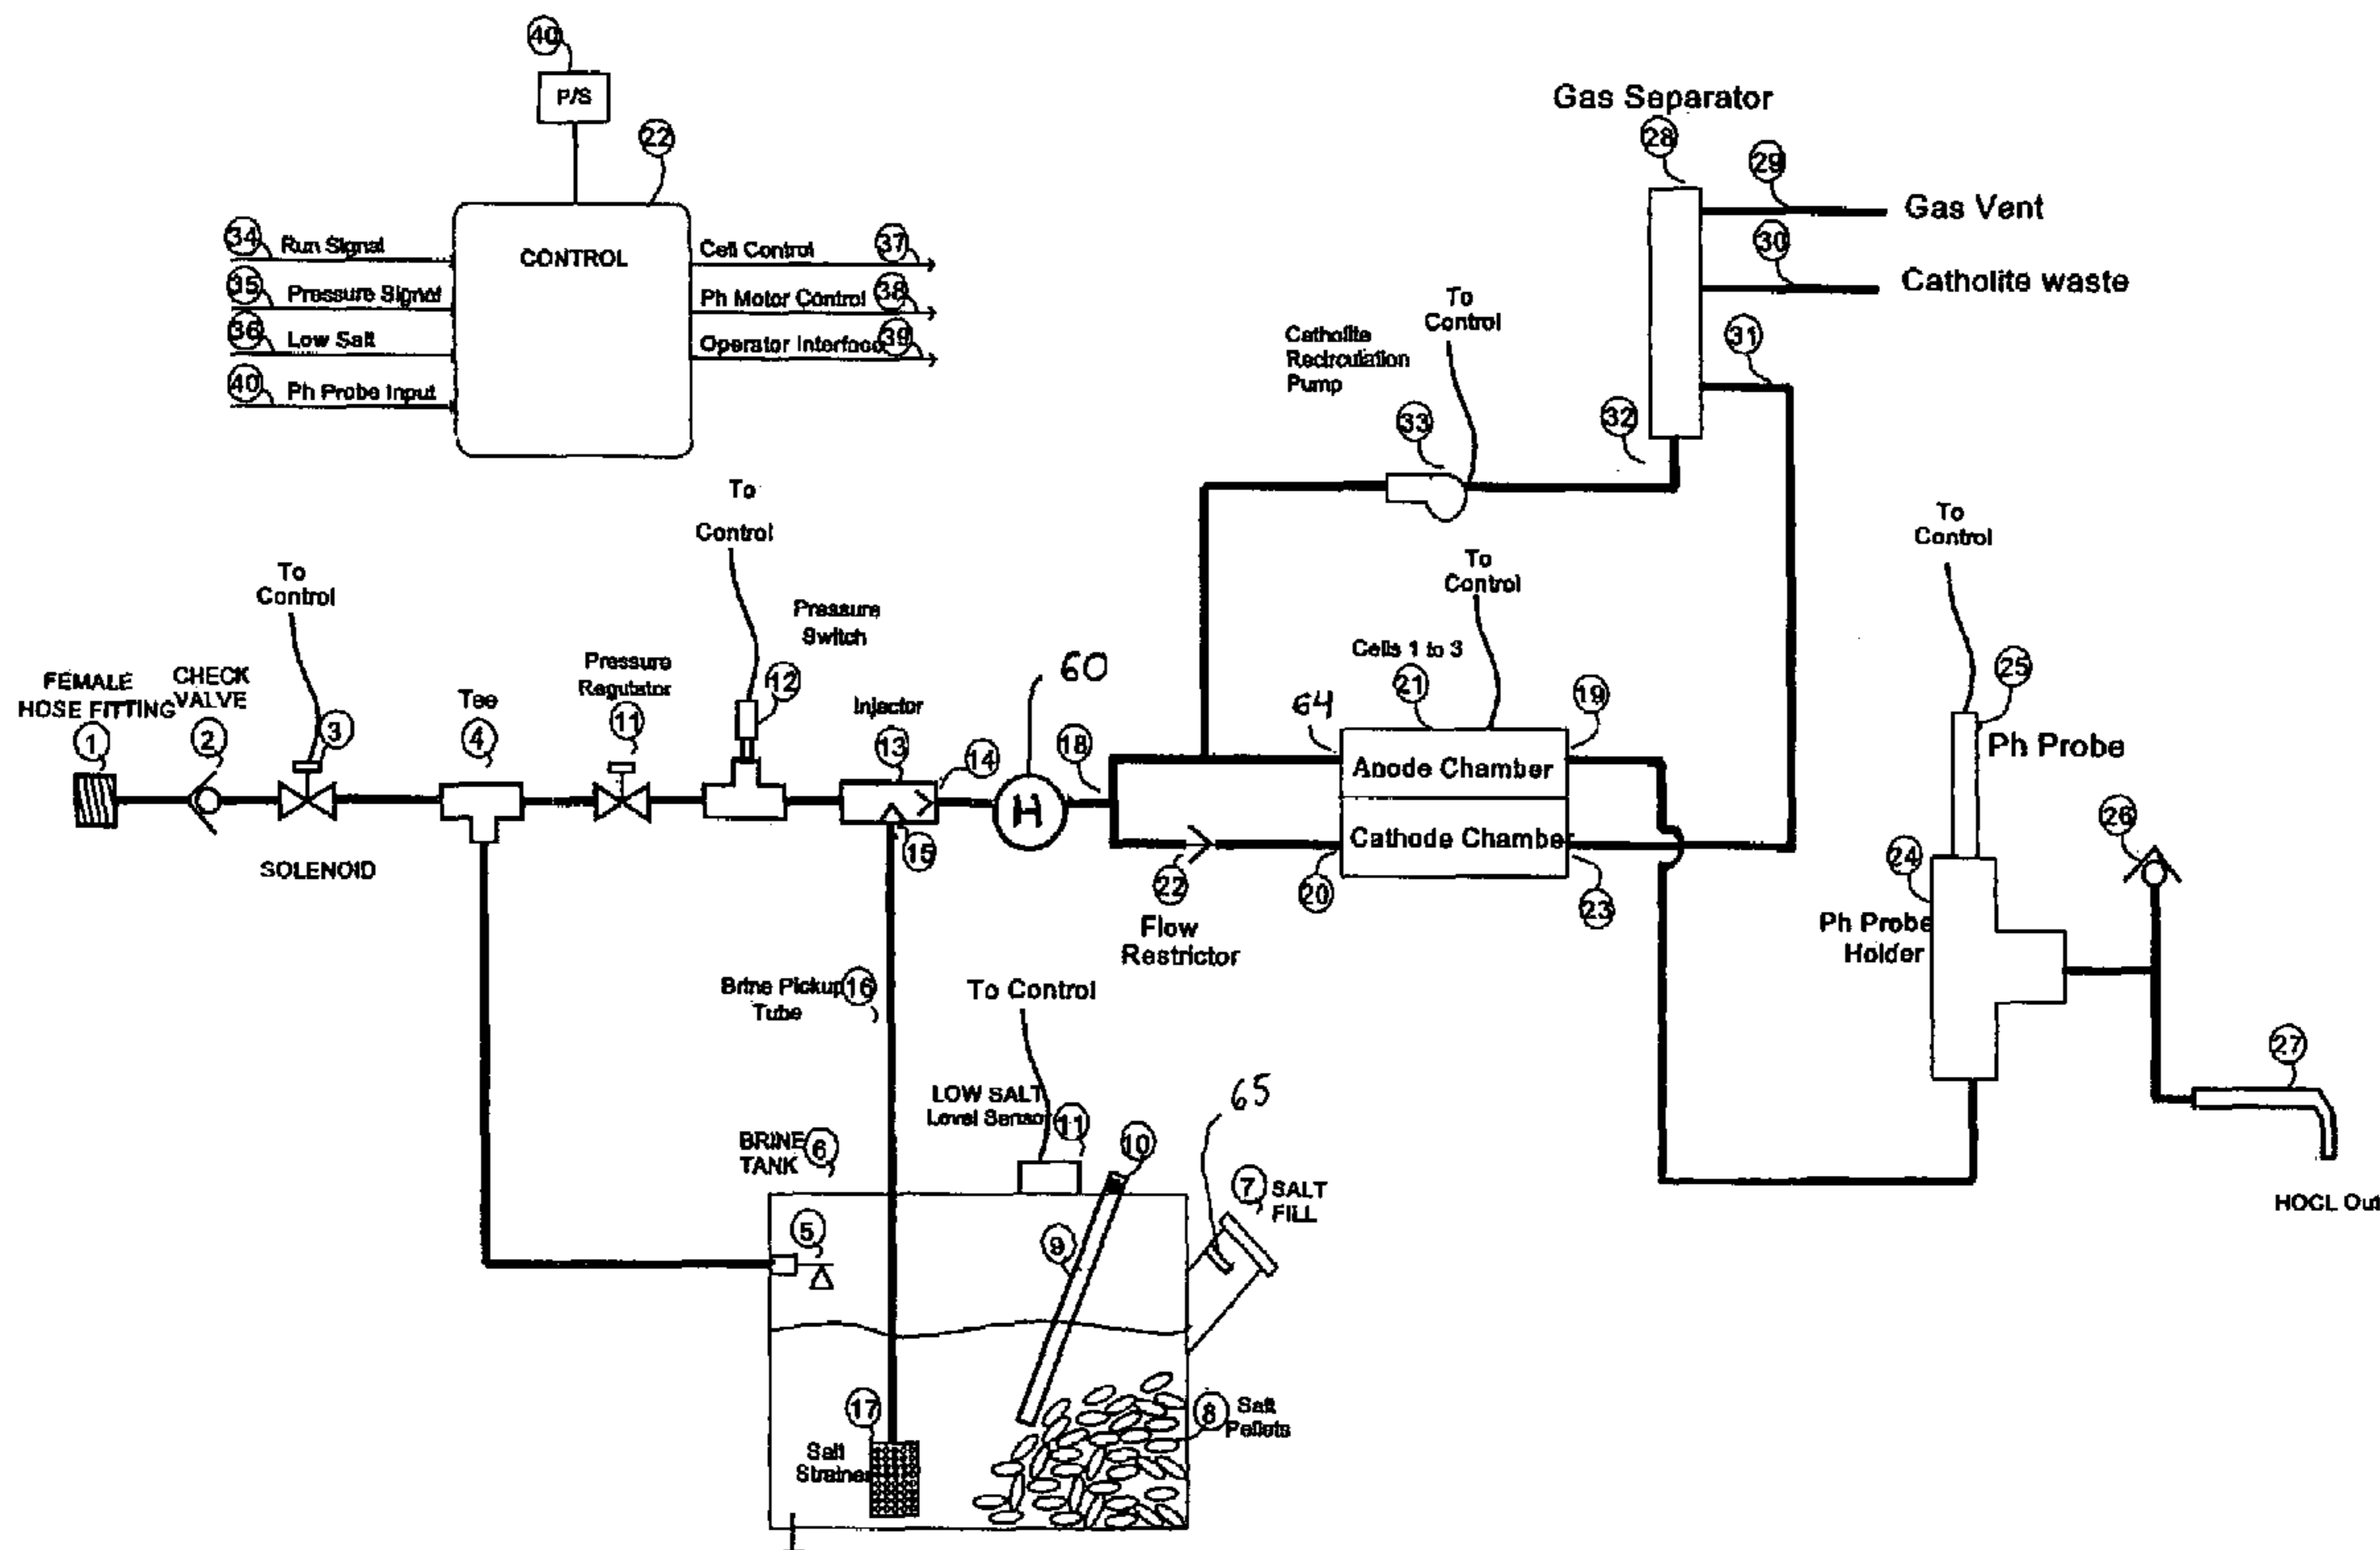 40
P/S
22
34 Run Signal
35 Pressure Signal
36 Low Salt
40 Ph Probe Input
CONTROL
Cell Control 37
Ph Motor Control 38
Operator Interface 39
Gas Separator
28
29
Gas Vent
30
Catholite waste
31
32
To
Control
Catholite
Recirculation
Pump
33
To
Control
To
Control
Pressure
Switch
12
Pressure
Regutator
11
FEMALE
HOSE FITTING
1
CHECK
VALVE
2
3
SOLENOID
Tee
4
Injector
13
14
15
60
H
18
64
To
Control
Cells 1 to 3
21
19
Anode Chamber
Cathode Chamber
20
23
22
Flow
Restrictor
To
Control
25
Ph Probe
24
Ph Probe
Holder
26
27
HOCL Out
Brine Pickup 16
Tube
To Control
LOW SALT
Level Sensor
11
10
65
7 SALT
FILL
BRINE
TANK
6
5
9
17
Salt
Strainer
8 Salt
Pellets